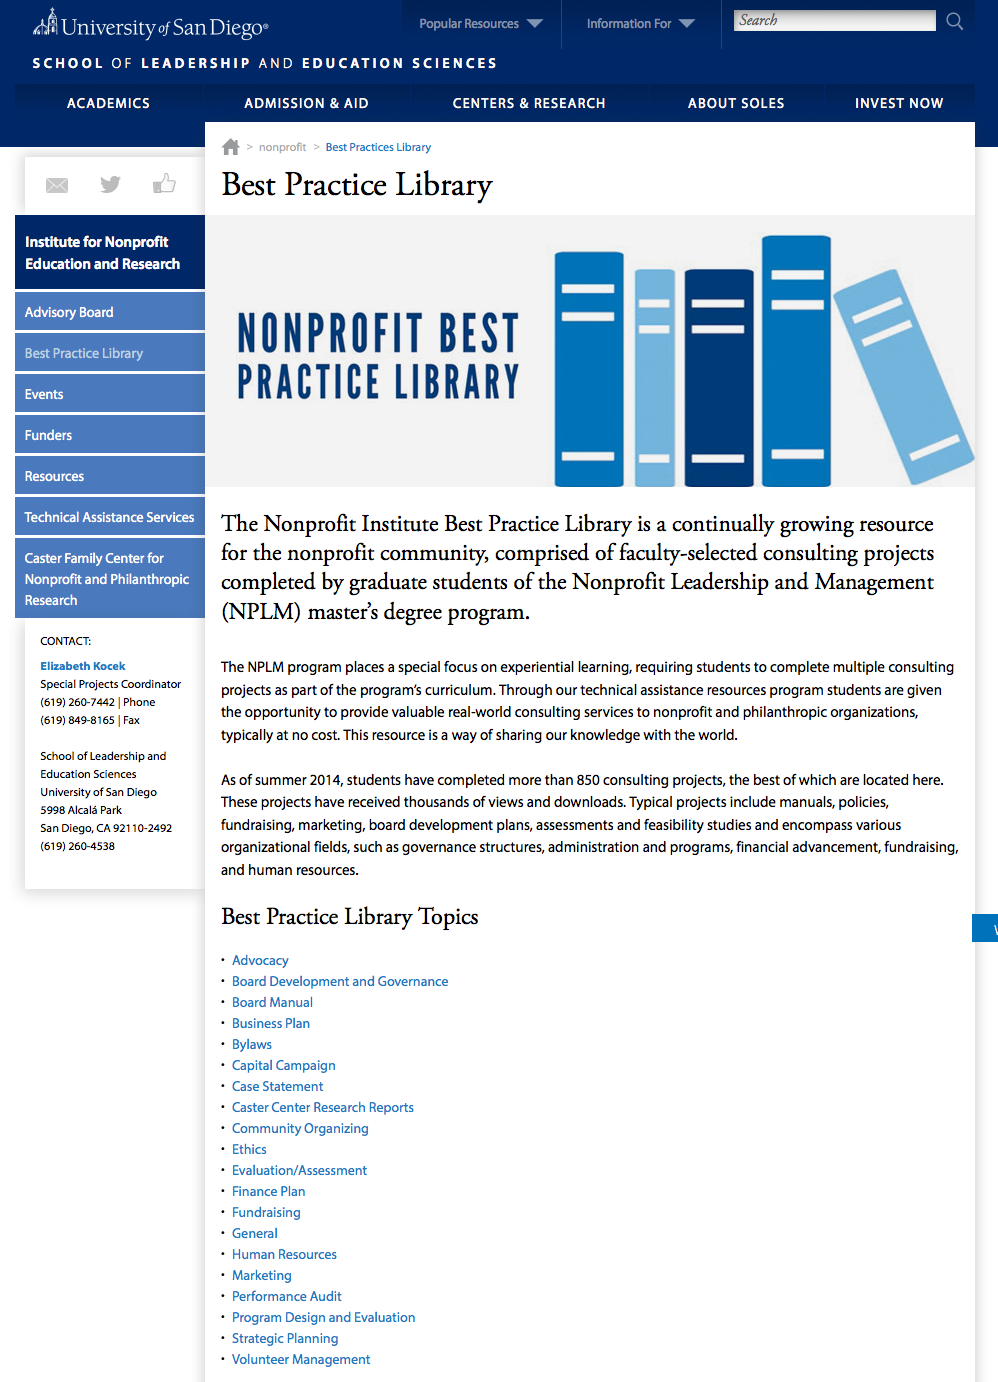 University of San Diego®
Popular Resources
Information For
Search
SCHOOL OF LEADERSHIP AND EDUCATION SCIENCES
ACADEMICS
ADMISSION & AID
CENTERS & RESEARCH
ABOUT SOLES
INVEST NOW
> nonprofit > Best Practices Library
Best Practice Library
Institute for Nonprofit
Education and Research
Advisory Board
Best Practice Library
Events
Funders
Resources
Technical Assistance Services
Caster Family Center for
Nonprofit and Philanthropic
Research
CONTACT:
Elizabeth Kocek
Special Projects Coordinator
(619) 260-7442 | Phone
(619) 849-8165 | Fax
School of Leadership and
Education Sciences
University of San Diego
5998 Alcalá Park
San Diego, CA 92110-2492
(619) 260-4538
NONPROFIT BEST
PRACTICE LIBRARY
The Nonprofit Institute Best Practice Library is a continually growing resource
for the nonprofit community, comprised of faculty-selected consulting projects
completed by graduate students of the Nonprofit Leadership and Management
(NPLM) master's degree program.
The NPLM program places a special focus on experiential learning, requiring students to complete multiple consulting
projects as part of the program's curriculum. Through our technical assistance resources program students are given
the opportunity to provide valuable real-world consulting services to nonprofit and philanthropic organizations,
typically at no cost. This resource is a way of sharing our knowledge with the world.
As of summer 2014, students have completed more than 850 consulting projects, the best of which are located here.
These projects have received thousands of views and downloads. Typical projects include manuals, policies,
fundraising, marketing, board development plans, assessments and feasibility studies and encompass various
organizational fields, such as governance structures, administration and programs, financial advancement, fundraising,
and human resources.
Best Practice Library Topics
• Advocacy
• Board Development and Governance
• Board Manual
• Business Plan
• Bylaws
• Capital Campaign
• Case Statement
• Caster Center Research Reports
• Community Organizing
• Ethics
• Evaluation/Assessment
• Finance Plan
• Fundraising
• General
• Human Resources
• Marketing
• Performance Audit
• Program Design and Evaluation
• Strategic Planning
• Volunteer Management